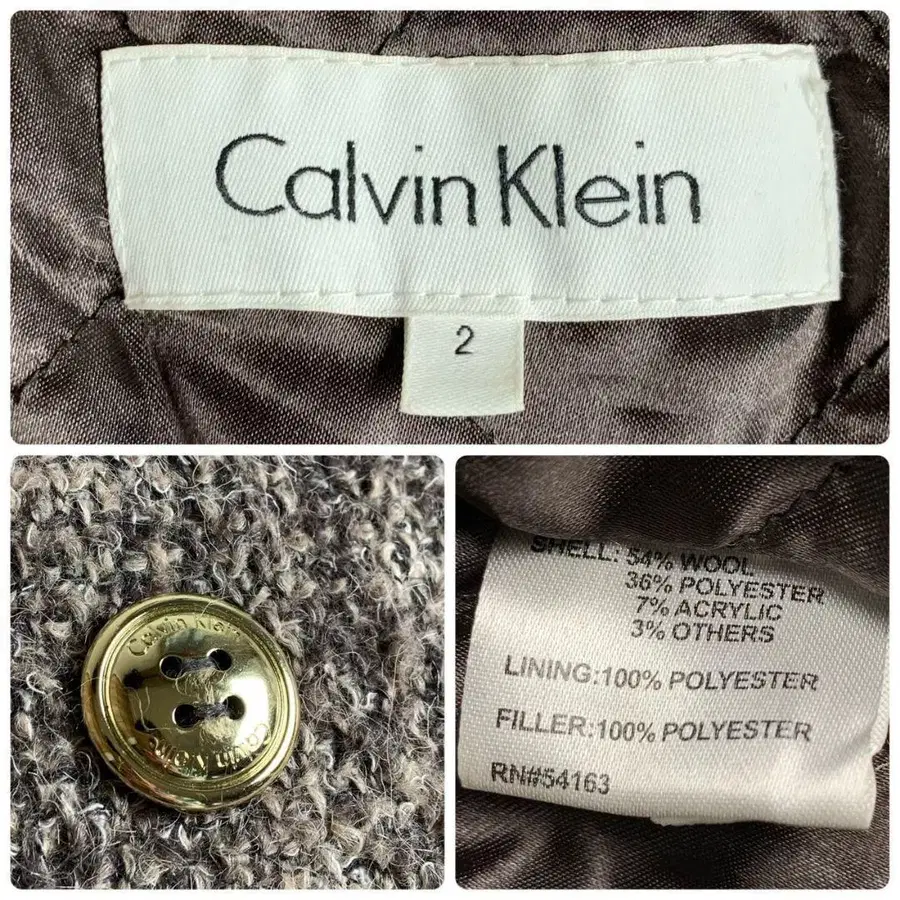 Calvin Klein
2
Calvin Klein
Calvin Klein
SHELL: 54% WOOL
36% POLYESTER
7% ACRYLIC
3% OTHERS
LINING:100% POLYESTER
FILLER:100% POLYESTER
RN#54163